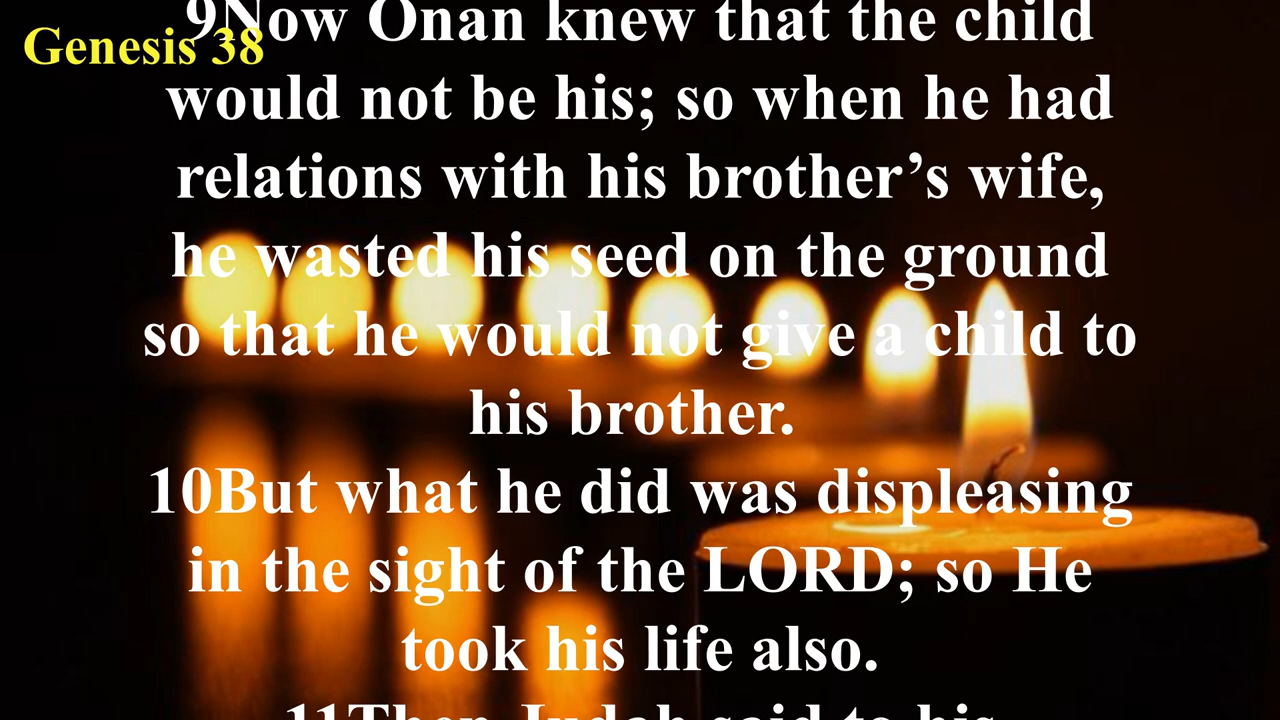 Genesis 38
9Now Onan knew that the child
would not be his; so when he had
relations with his brother’s wife,
he wasted his seed on the ground
so that he would not give a child to
his brother.
10But what he did was displeasing
in the sight of the LORD; so He
took his life also.
11Then Judah said to his